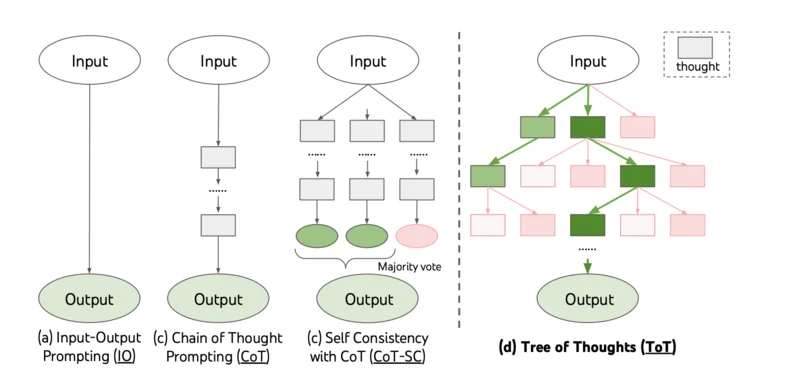 Input
Input
Input
Input
thought
......
......
......
......
......
Majority vote
Output
Output
Output
Output
(a) Input-Output
Prompting (IO)
(c) Chain of Thought
Prompting (CoT)
(c) Self Consistency
with CoT (CoT-SC)
(d) Tree of Thoughts (ToT)